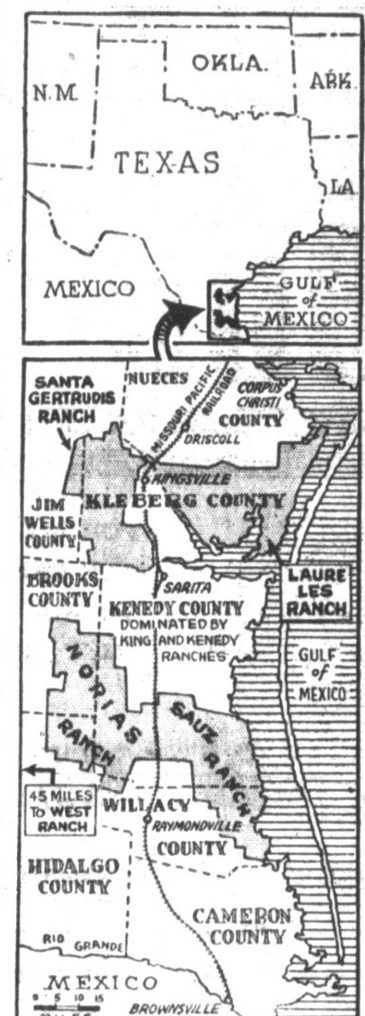 OKLA.
N.M.
ARK.
TEXAS
LA.
MEXICO
GULF
of
MEXICO
SANTA
GERTRUDIS
RANCH
NUECES
MISSOURI PACIFIC
RAILROAD
CORPUS
CHRISTI
COUNTY
DRISCOLL
KINGSVILLE
KLEBERG COUNTY
JIM
WELLS
COUNTY
BROOKS
COUNTY
SARITA
KENEDY COUNTY
DOMINATED BY
KING AND KENEDY
RANCHES
LAURE
LES
RANCH
GULF
of
MEXICO
NORIAS
RANCH
SAUZ
RANCH
45 MILES
TO WEST
RANCH
WILLACY
RAYMONDVILLE
COUNTY
HIDALGO
COUNTY
CAMERON
COUNTY
RIO
GRANDE
MEXICO
0 5 10 15
BROWNSVILLE